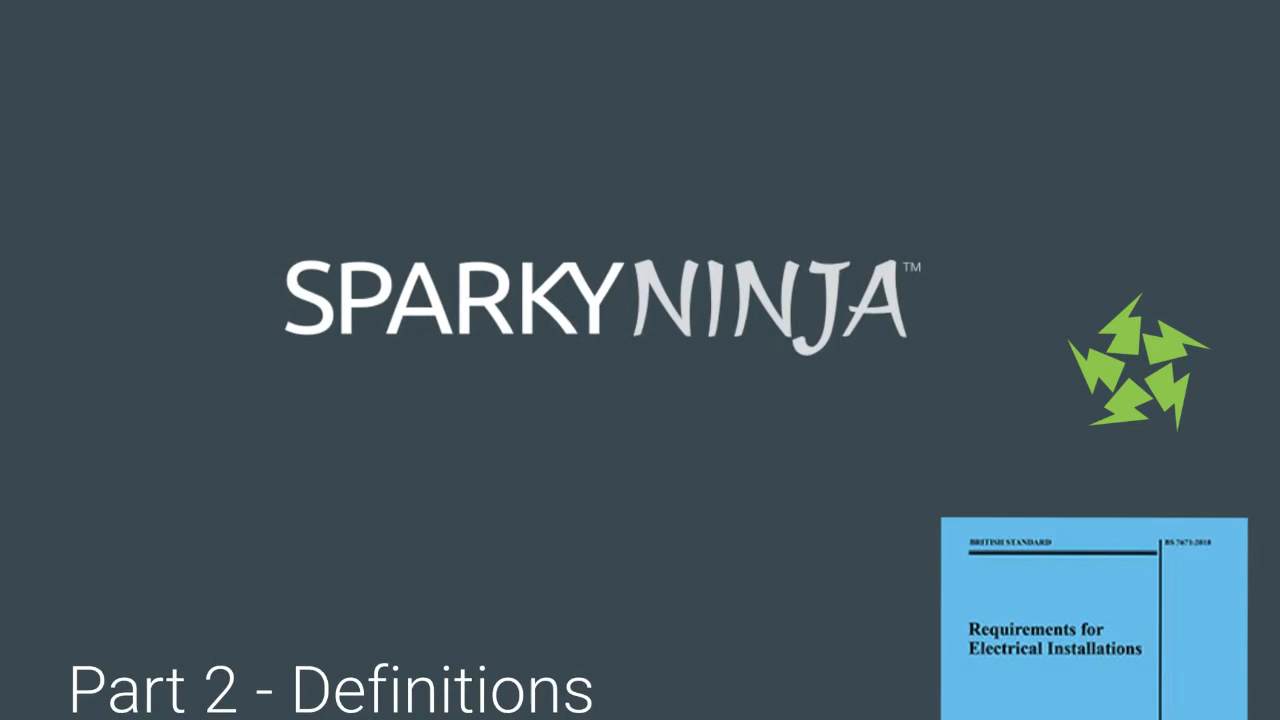 SPARKYNINJA™
BRITISH STANDARD
BS 7671:2018
Requirements for
Electrical Installations
Part 2 - Definitions